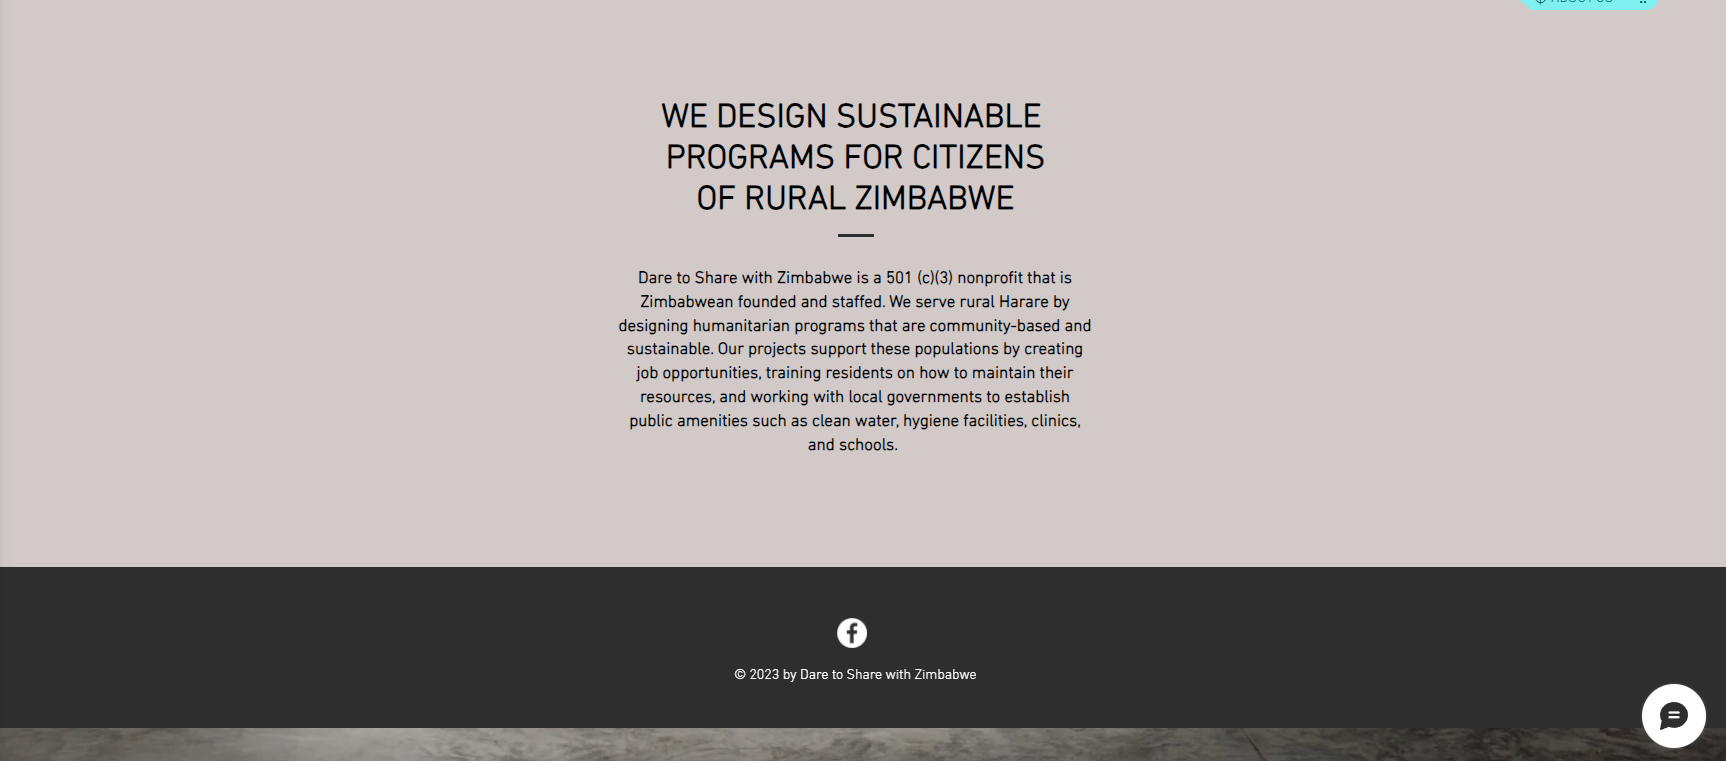 ABOUT US
WE DESIGN SUSTAINABLE
PROGRAMS FOR CITIZENS
OF RURAL ZIMBABWE
Dare to Share with Zimbabwe is a 501 (c)(3) nonprofit that is
Zimbabwean founded and staffed. We serve rural Harare by
designing humanitarian programs that are community-based and
sustainable. Our projects support these populations by creating
job opportunities, training residents on how to maintain their
resources, and working with local governments to establish
public amenities such as clean water, hygiene facilities, clinics,
and schools.
© 2023 by Dare to Share with Zimbabwe